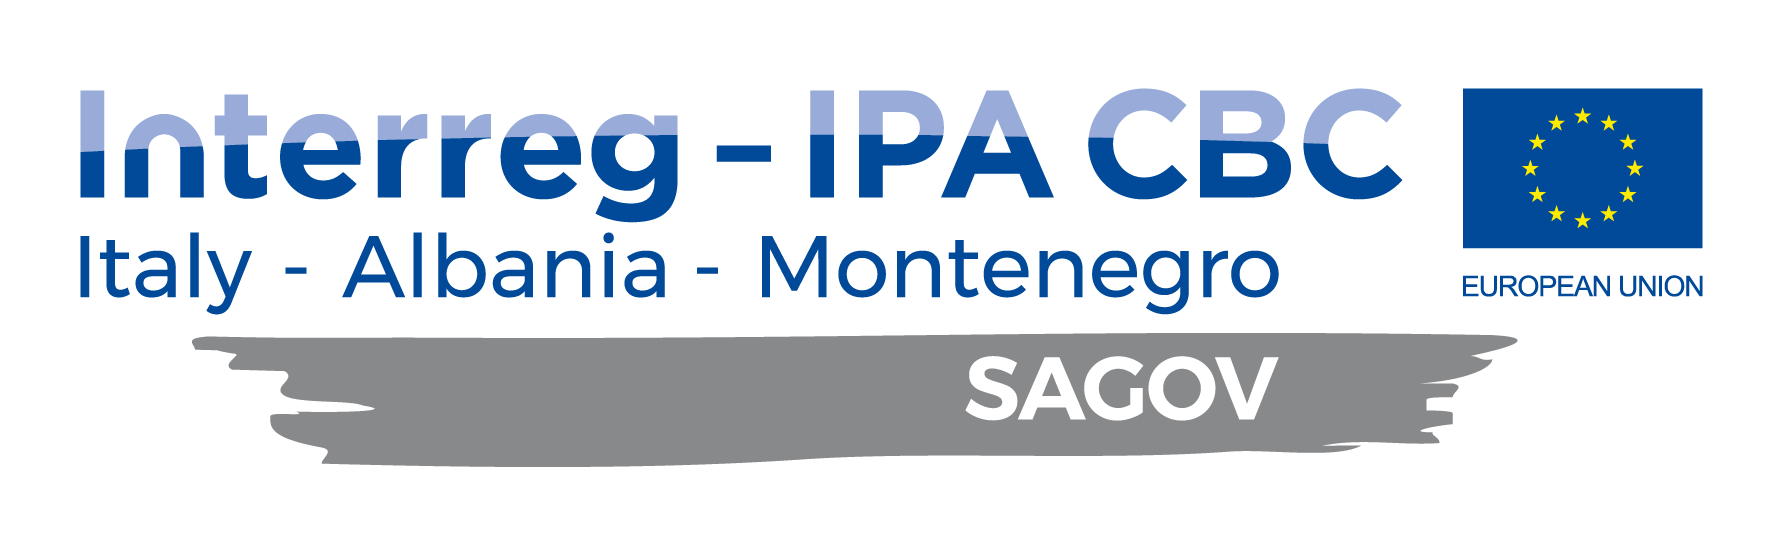 Interreg - IPA CBC
Italy - Albania - Montenegro
EUROPEAN UNION
SAGOV